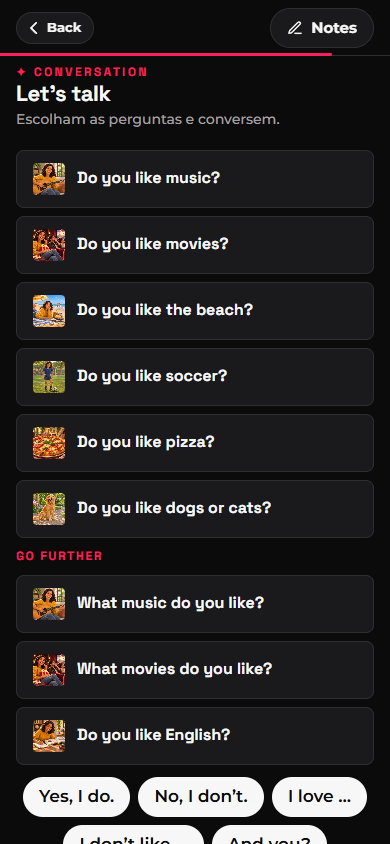 Back
Notes
✦ CONVERSATION
Let's talk
Escolham as perguntas e conversem.
Do you like music?
Do you like movies?
Do you like the beach?
Do you like soccer?
Do you like pizza?
Do you like dogs or cats?
GO FURTHER
What music do you like?
What movies do you like?
Do you like English?
Yes, I do.
No, I don't.
I love ...
I don't like ...
And you?